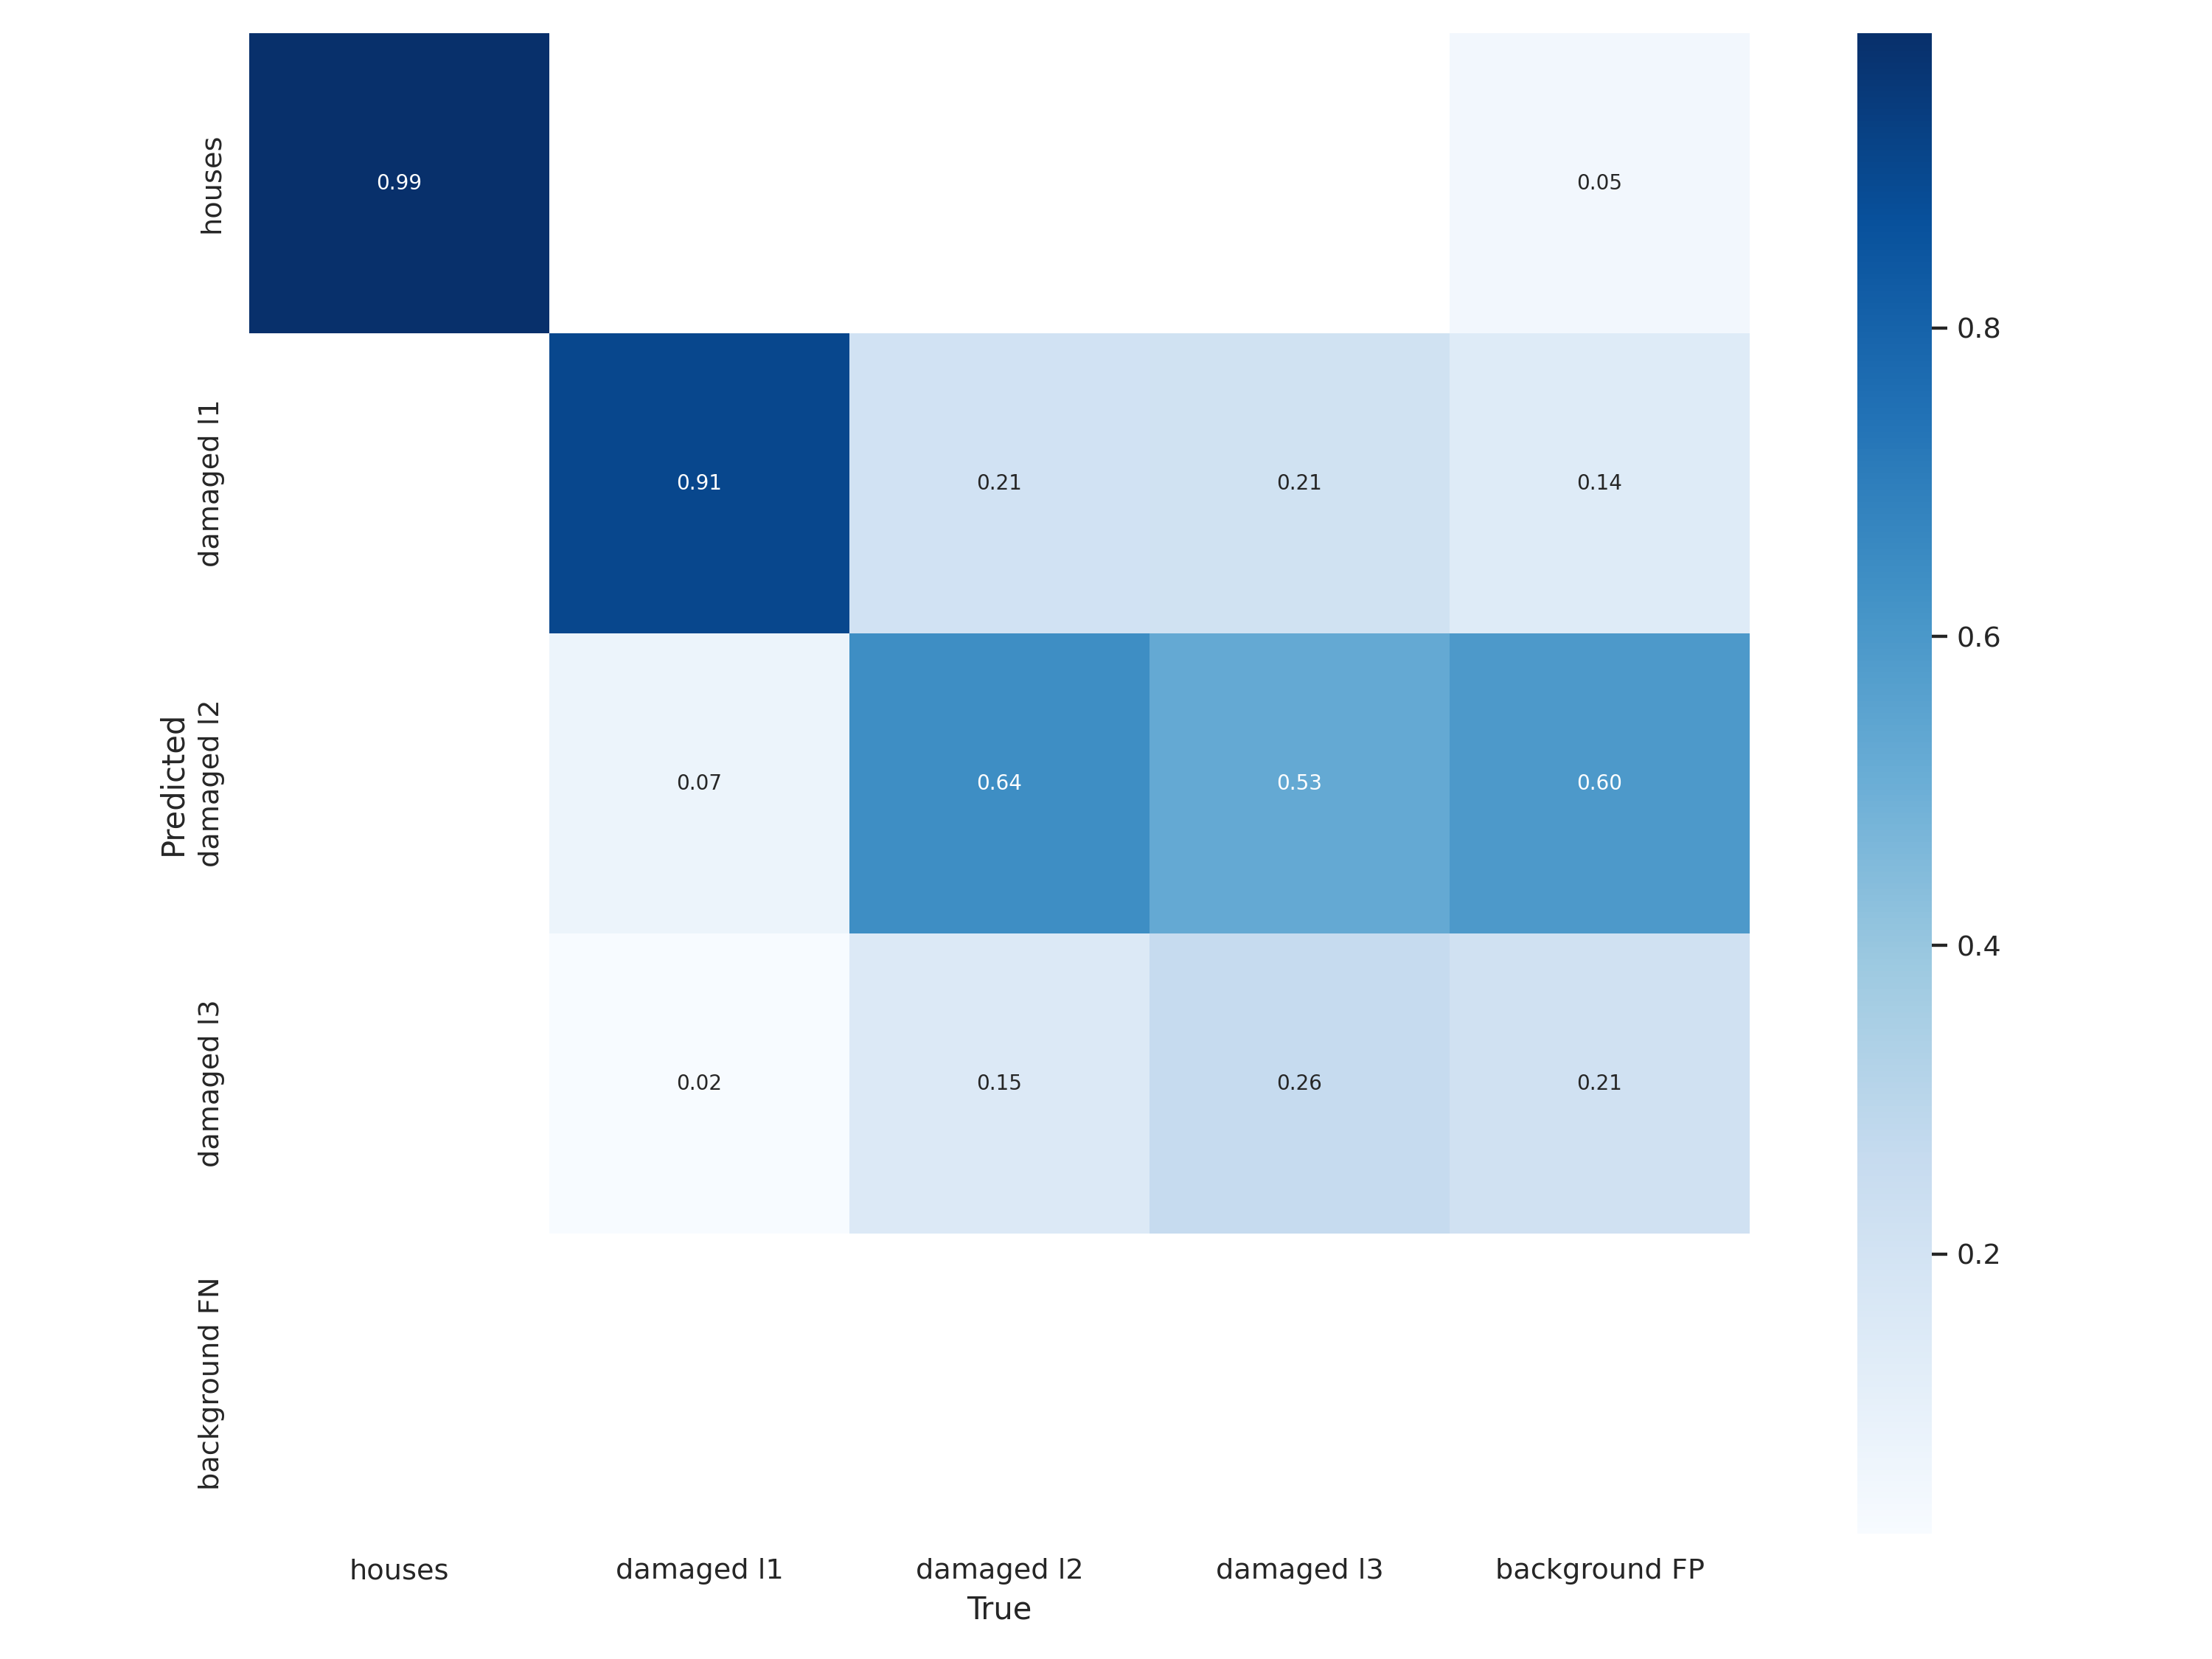 houses
0.99
0.05
damaged l1
0.91
0.21
0.21
0.14
Predicted
damaged l2
0.07
0.64
0.53
0.60
damaged l3
0.02
0.15
0.26
0.21
background FN
houses
damaged l1
damaged l2
damaged l3
background FP
True
0.8
0.6
0.4
0.2